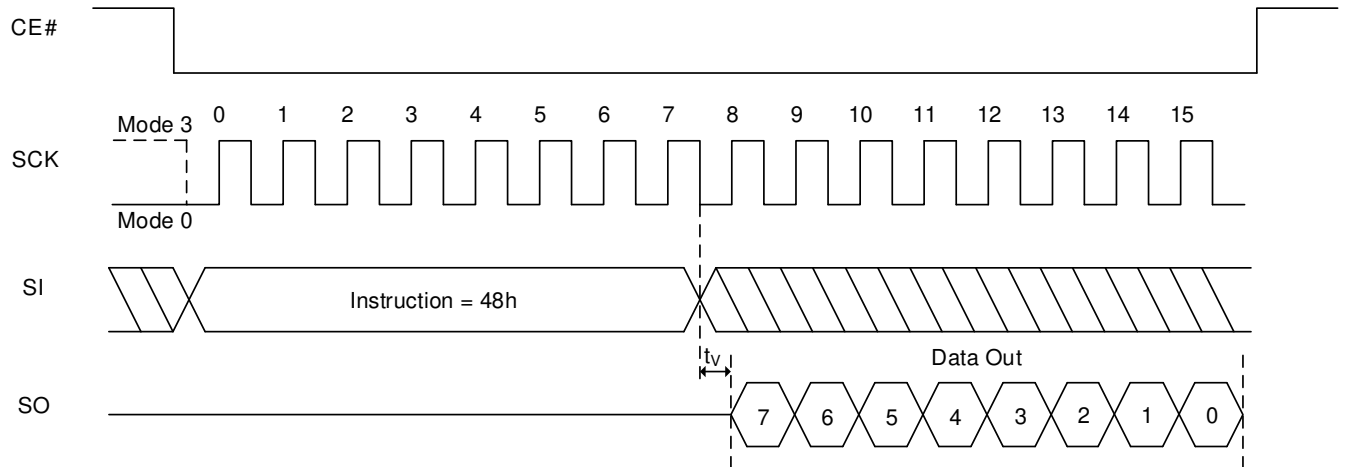 CE#
0 1 2 3 4 5 6 7 8 9 10 11 12 13 14 15
Mode 3
SCK
Mode 0
SI
Instruction = 48h
tV
Data Out
SO
7 6 5 4 3 2 1 0